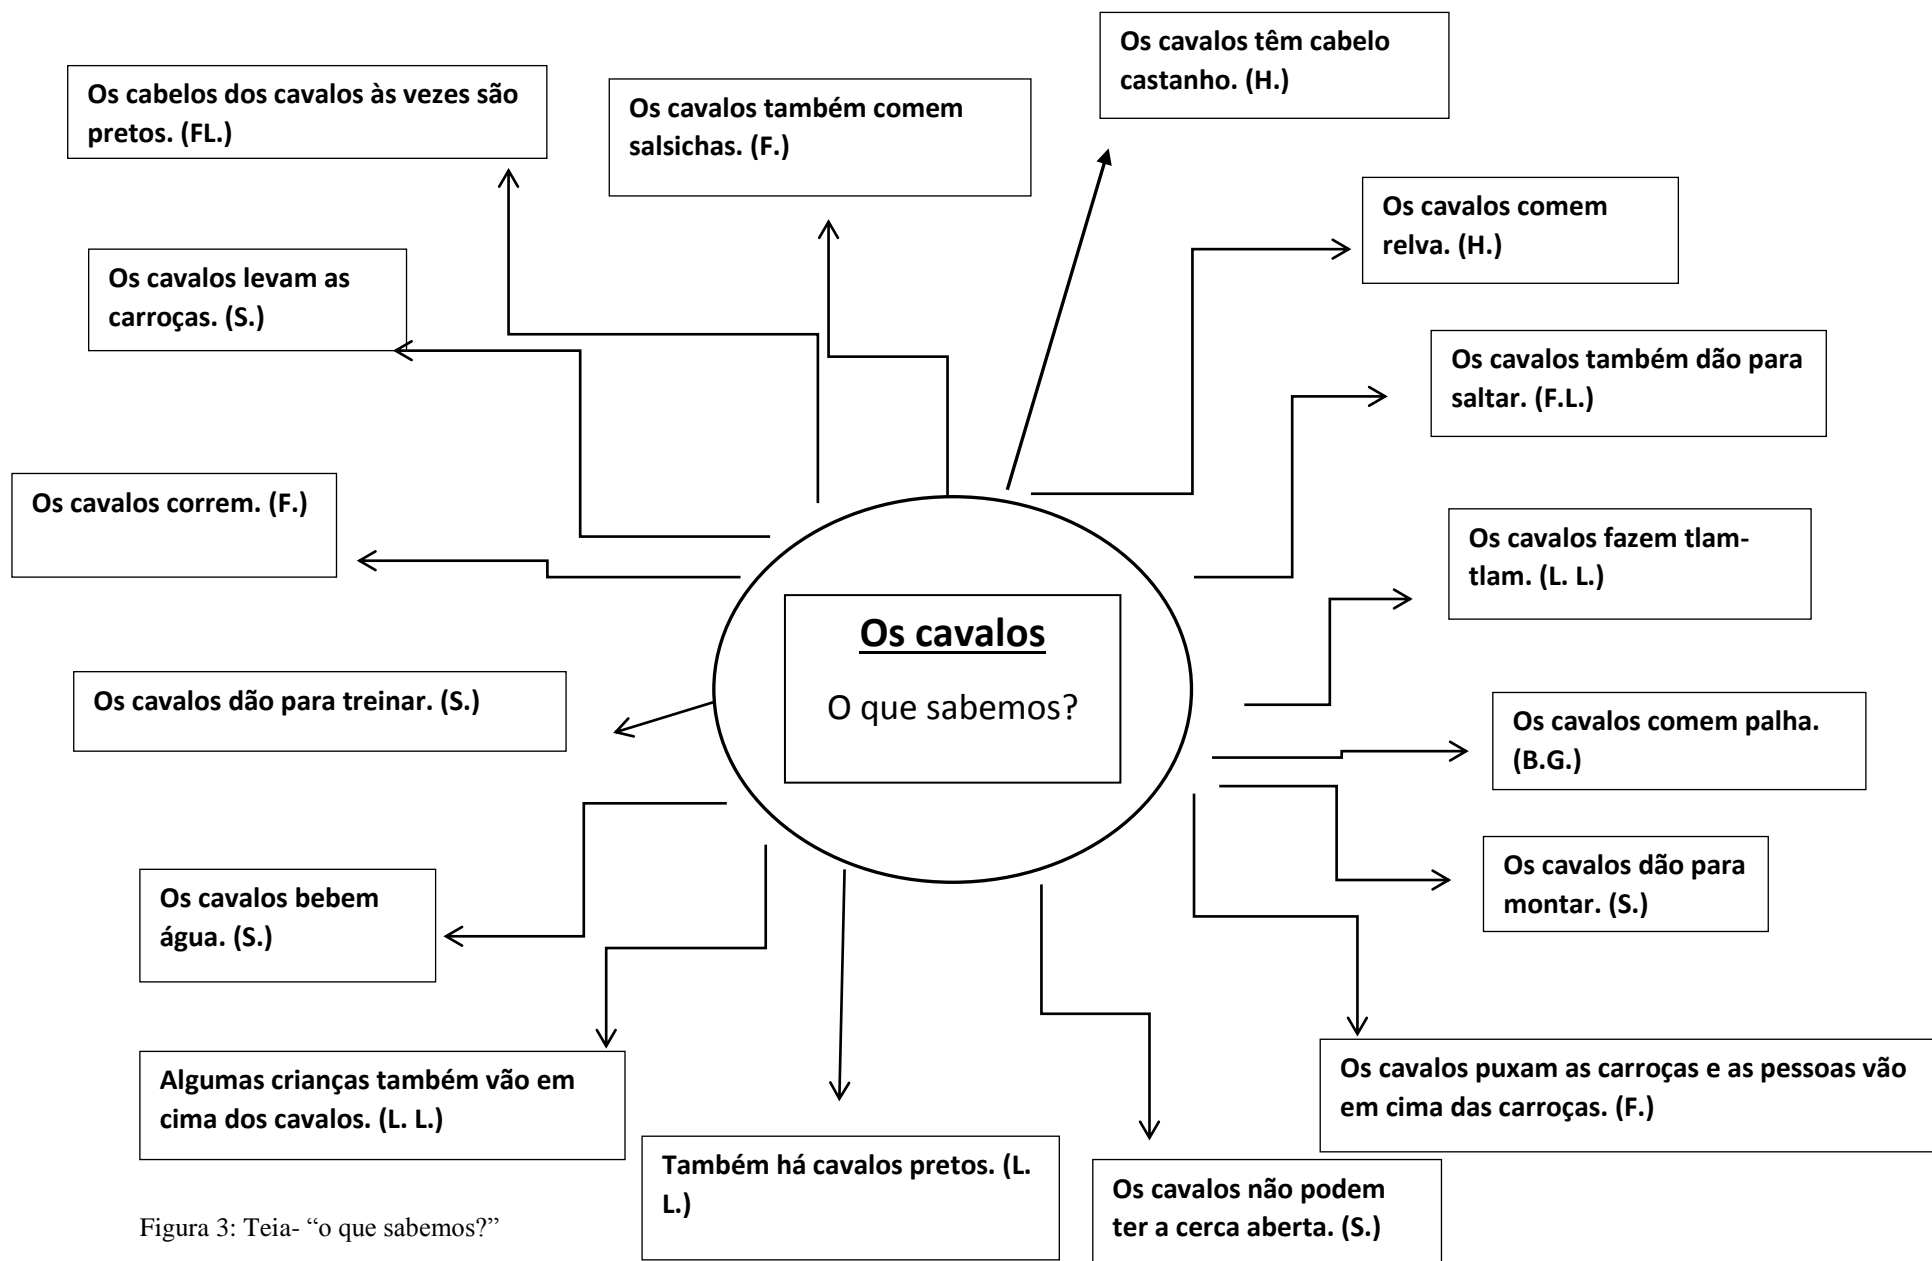 Os cavalos têm cabelo
castanho. (H.)
Os cabelos dos cavalos às vezes são
pretos. (FL.)
Os cavalos também comem
salsichas. (F.)
Os cavalos comem
relva. (H.)
Os cavalos levam as
carroças. (S.)
Os cavalos também dão para
saltar. (F.L.)
Os cavalos correm. (F.)
Os cavalos fazem tlam-
tlam. (L. L.)
Os cavalos
O que sabemos?
Os cavalos dão para treinar. (S.)
Os cavalos comem palha.
(B.G.)
Os cavalos dão para
montar. (S.)
Os cavalos bebem
água. (S.)
Os cavalos puxam as carroças e as pessoas vão
em cima das carroças. (F.)
Algumas crianças também vão em
cima dos cavalos. (L. L.)
Também há cavalos pretos. (L.
L.)
Os cavalos não podem
ter a cerca aberta. (S.)
Figura 3: Teia- “o que sabemos?”